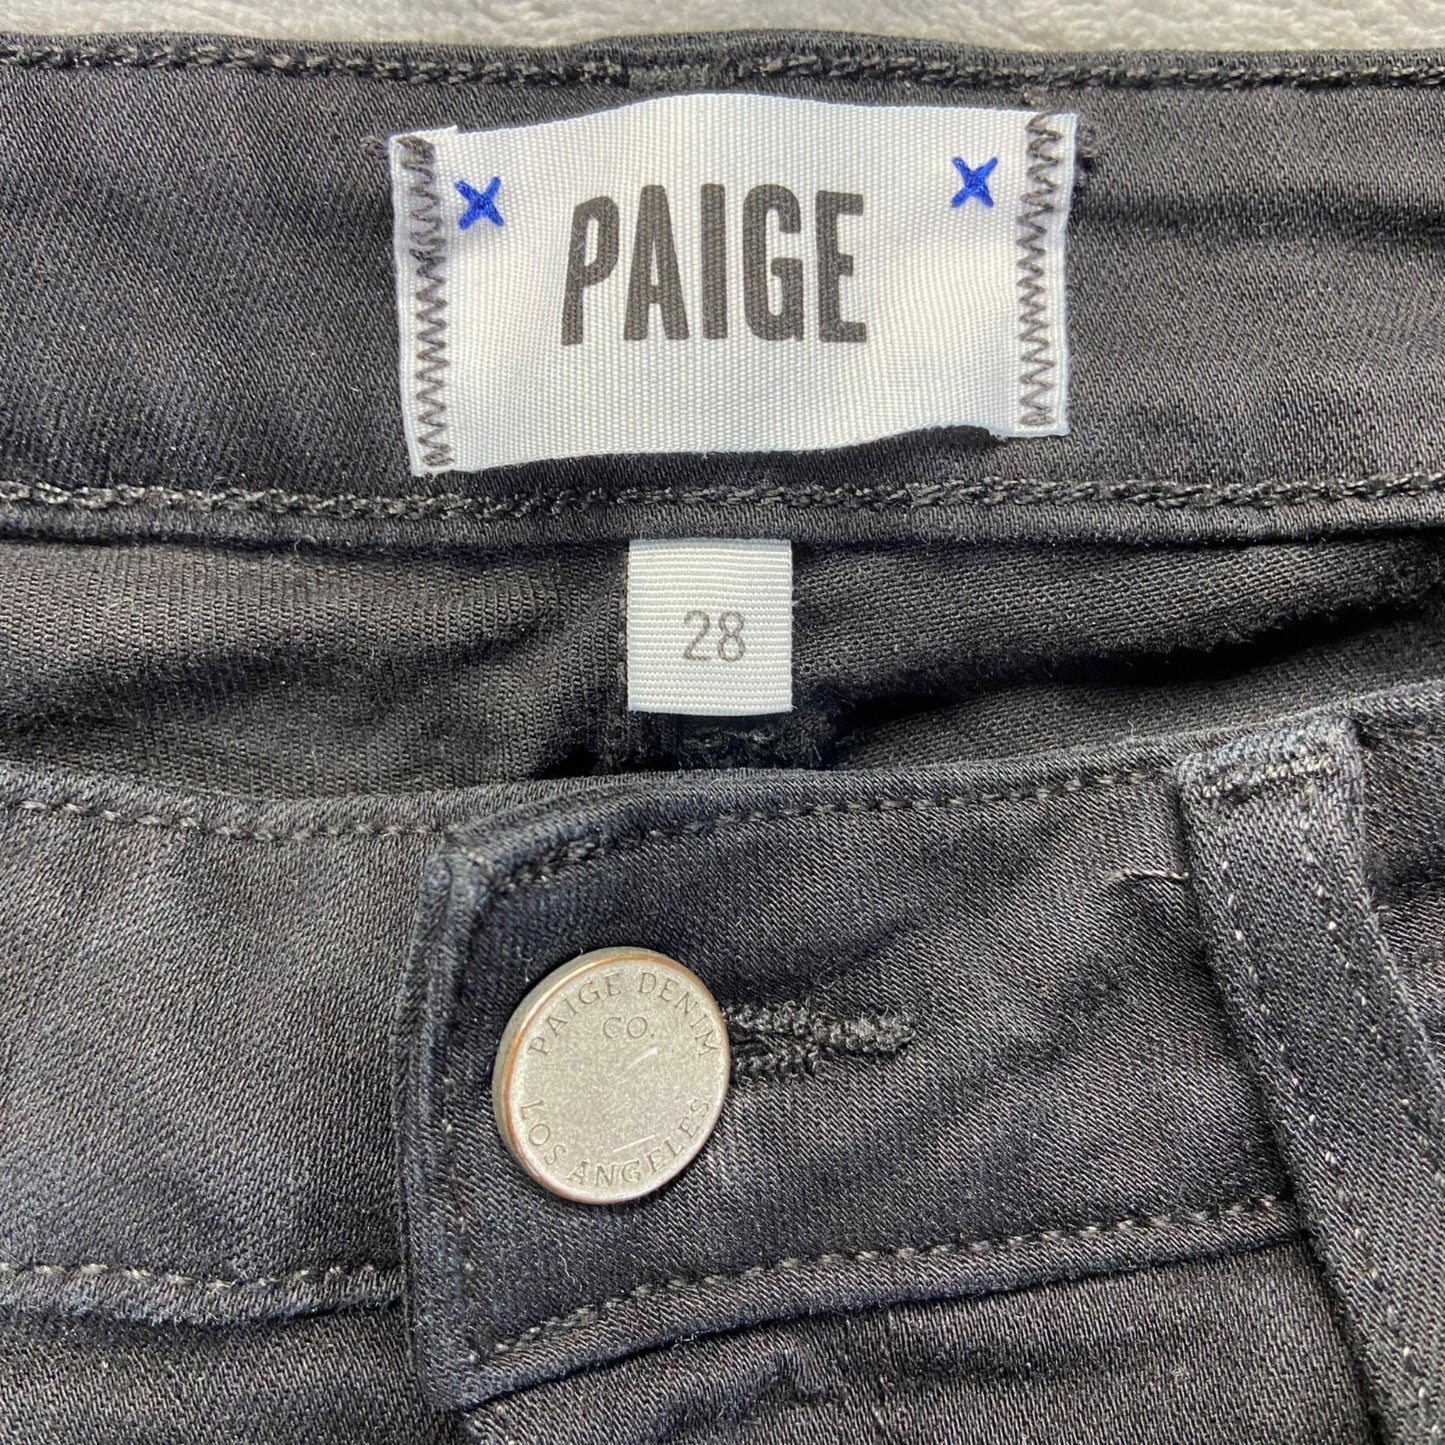 PAIGE
28
PAIGE DENIM
CO.
LOS ANGELES